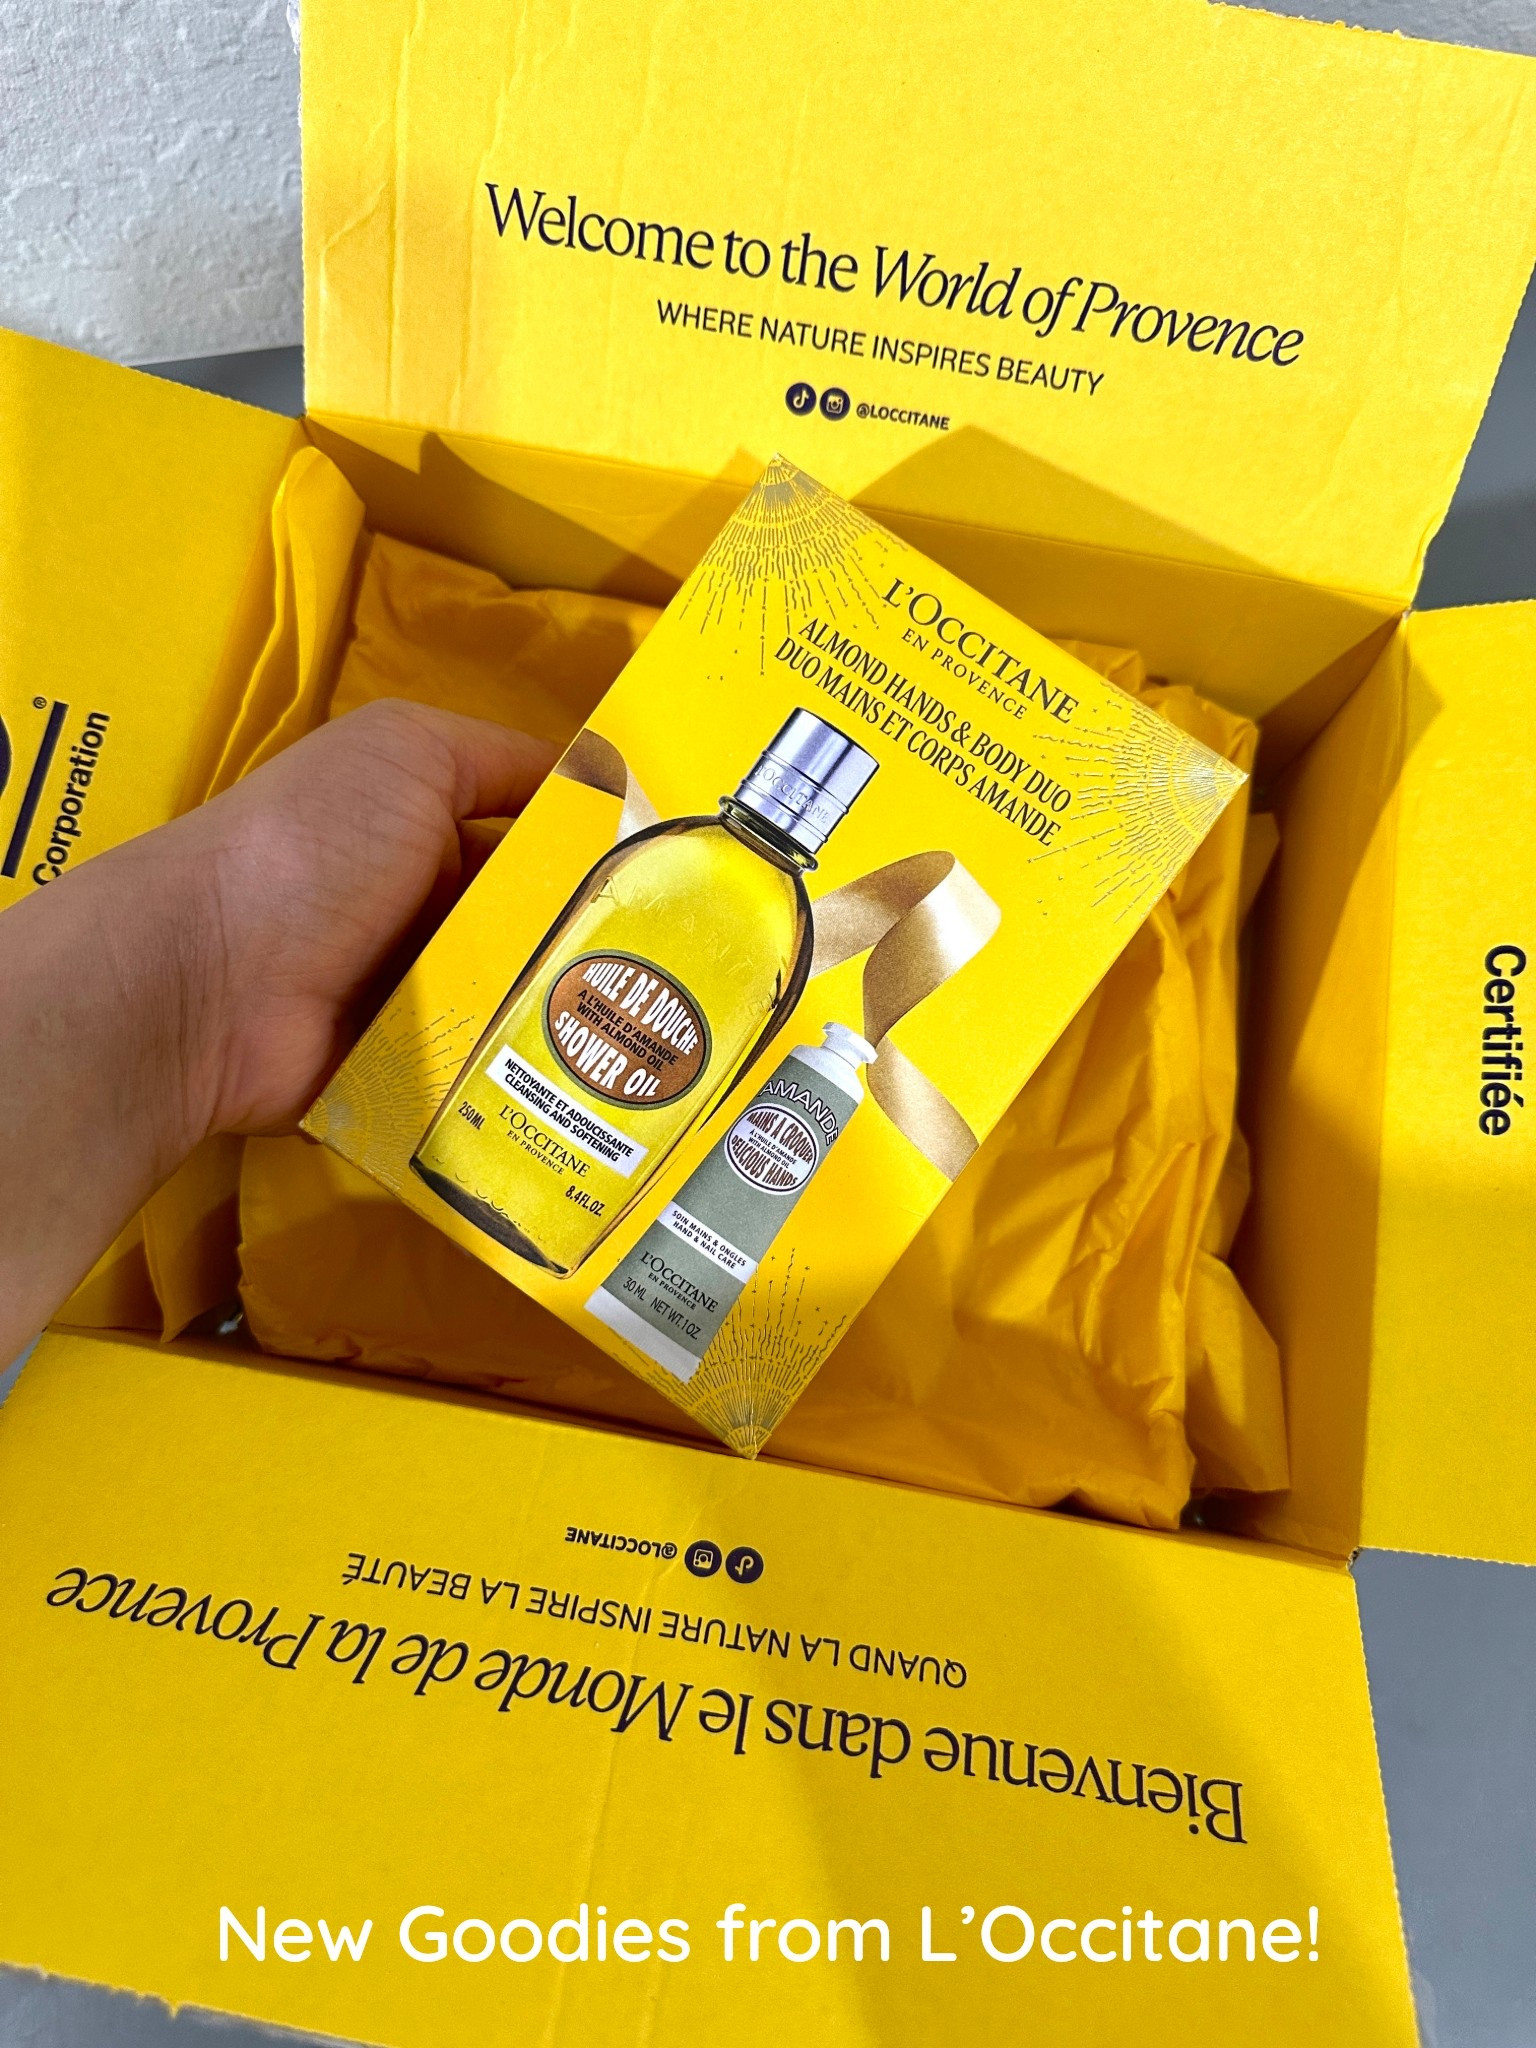 Welcome to the World of Provence
WHERE NATURE INSPIRES BEAUTY
@LOCCITANE
®
Corporation
L'OCCITANE
EN PROVENCE
ALMOND HANDS & BODY DUO
DUO MAINS ET CORPS AMANDE
L'OCCITANE
AMANDE
HUILE DE DOUCHE
A L'HUILE D'AMANDE
WITH ALMOND OIL
SHOWER OIL
NETTOYANTE ET ADOUCISSANTE
CLEANSING AND SOFTENING
250ML
L'OCCITANE
EN PROVENCE
8.4FL.OZ.
AMANDE
MAINS A CROQUER
A L'HUILE D'AMANDE
WITH ALMOND OIL
DELICIOUS HANDS
SOIN MAINS & ONGLES
HAND & NAIL CARE
L'OCCITANE
EN PROVENCE
30 ML NET WT. 1 OZ.
Certifiée
Bienvenue dans le Monde de la Provence
QUAND LA NATURE INSPIRE LA BEAUTÉ
@LOCCITANE
New Goodies from L'Occitane!